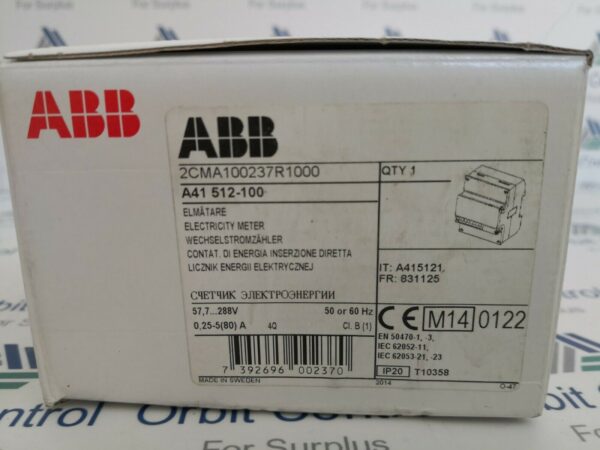 ABB
ABB
2CMA100237R1000
A41 512-100
ELMÄTARE
ELECTRICITY METER
WECHSELSTROMZÄHLER
CONTAT. DI ENERGIA INSERZIONE DIRETTA
LICZNIK ENERGII ELEKTRYCZNEJ
СЧЕТЧИК ЭЛЕКТРОЭНЕРГИИ
57,7...288V 50 or 60 Hz
0,25-5(80) A 4Q Cl. B (1)
7 392696 002370
MADE IN SWEDEN
QTY 1
IT: A415121,
FR: 831125
CE M14 0122
EN 50470-1, -3,
IEC 62052-11,
IEC 62053-21, -23
IP20 T10358
2014
Control
Orbit Control
For Surplus